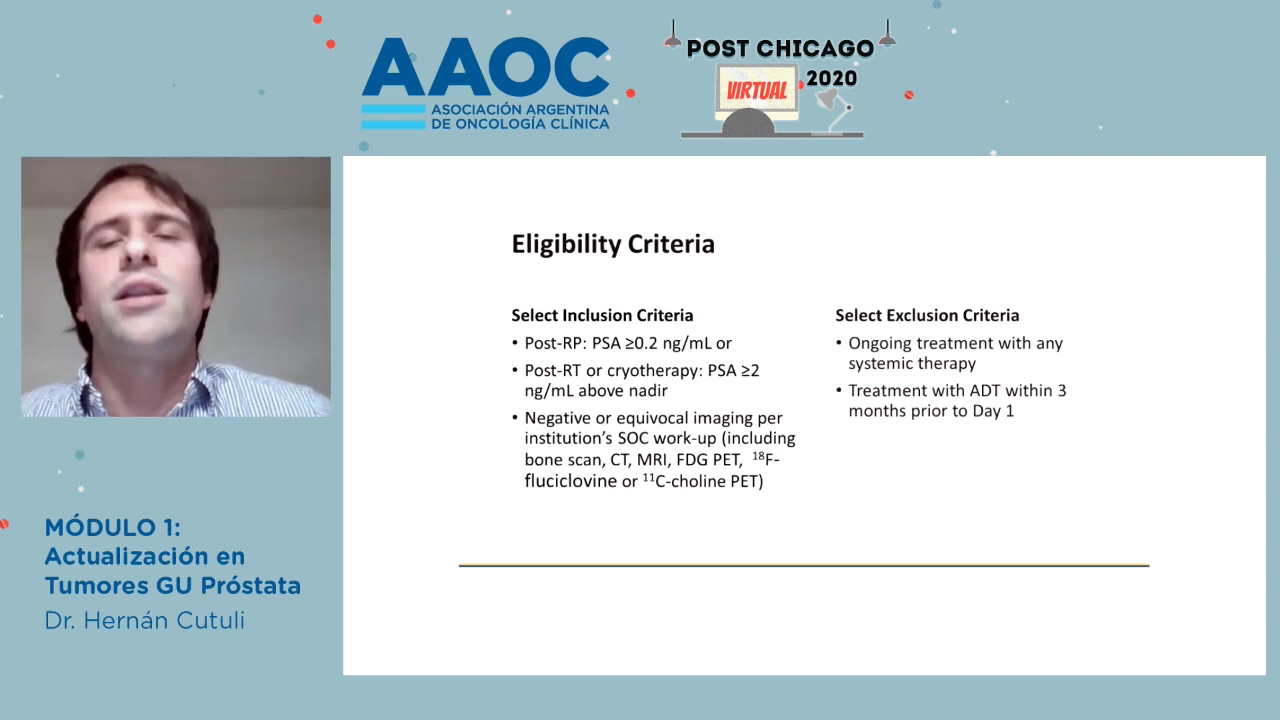 AAOC
ASOCIACIÓN ARGENTINA
DE ONCOLOGÍA CLÍNICA
POST CHICAGO
2020
VIRTUAL
Eligibility Criteria
Select Inclusion Criteria
• Post-RP: PSA ≥0.2 ng/mL or
• Post-RT or cryotherapy: PSA ≥2
ng/mL above nadir
• Negative or equivocal imaging per
institution’s SOC work-up (including
bone scan, CT, MRI, FDG PET, ¹⁸F-
fluciclovine or ¹¹C-choline PET)
Select Exclusion Criteria
• Ongoing treatment with any
systemic therapy
• Treatment with ADT within 3
months prior to Day 1
MÓDULO 1:
Actualización en
Tumores GU Próstata
Dr. Hernán Cutuli